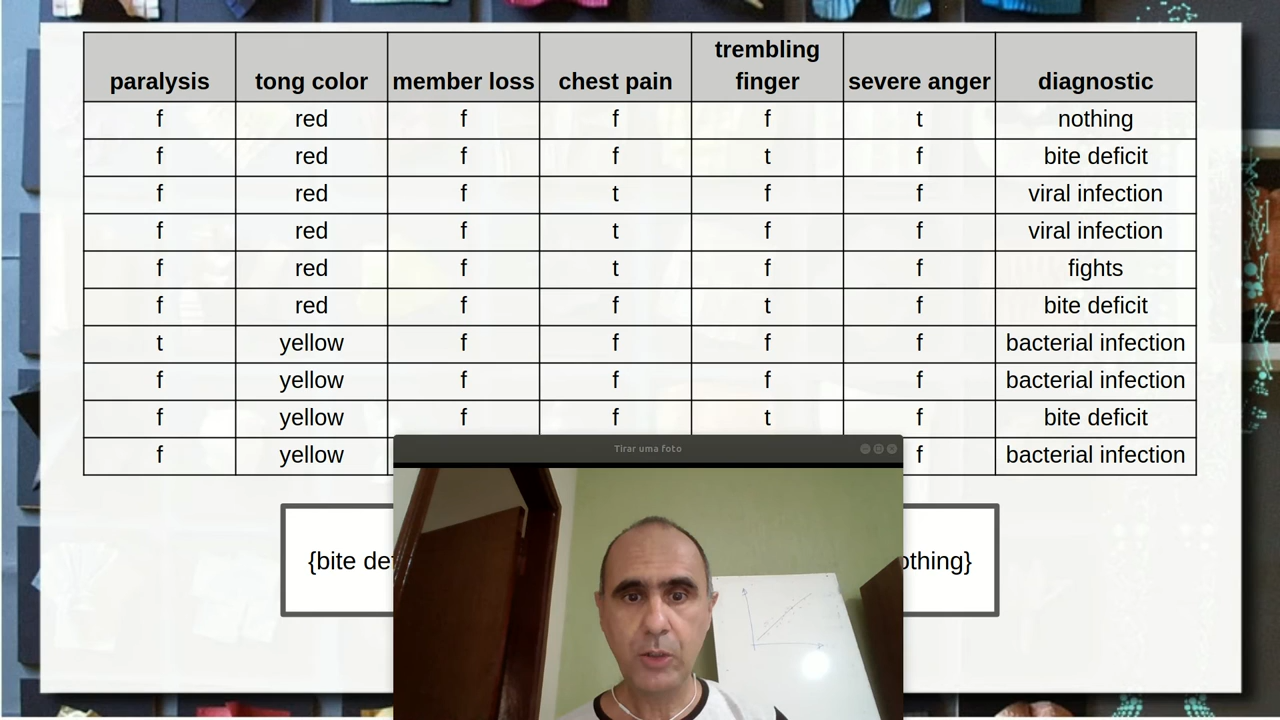 paralysis tong color member loss chest pain trembling finger severe anger diagnostic
f red f f f t nothing
f red f f t f bite deficit
f red f t f f viral infection
f red f t f f viral infection
f red f t f f fights
f red f f t f bite deficit
t yellow f f f f bacterial infection
f yellow f f f f bacterial infection
f yellow f f t f bite deficit
f yellow f bacterial infection
Tirar uma foto
{bite othing}